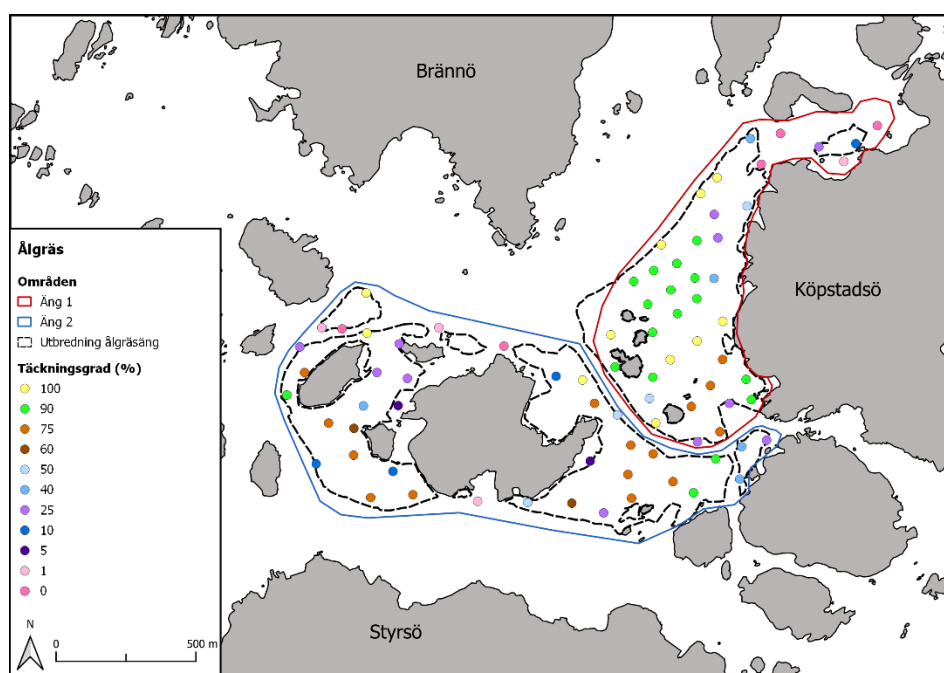 Brännö
Köpstadsö
Styrsö
Ålgräs
Områden
Äng 1
Äng 2
Utbredning ålgräsäng
Täckningsgrad (%)
100
90
75
60
50
40
25
10
5
1
0
N
0 500 m